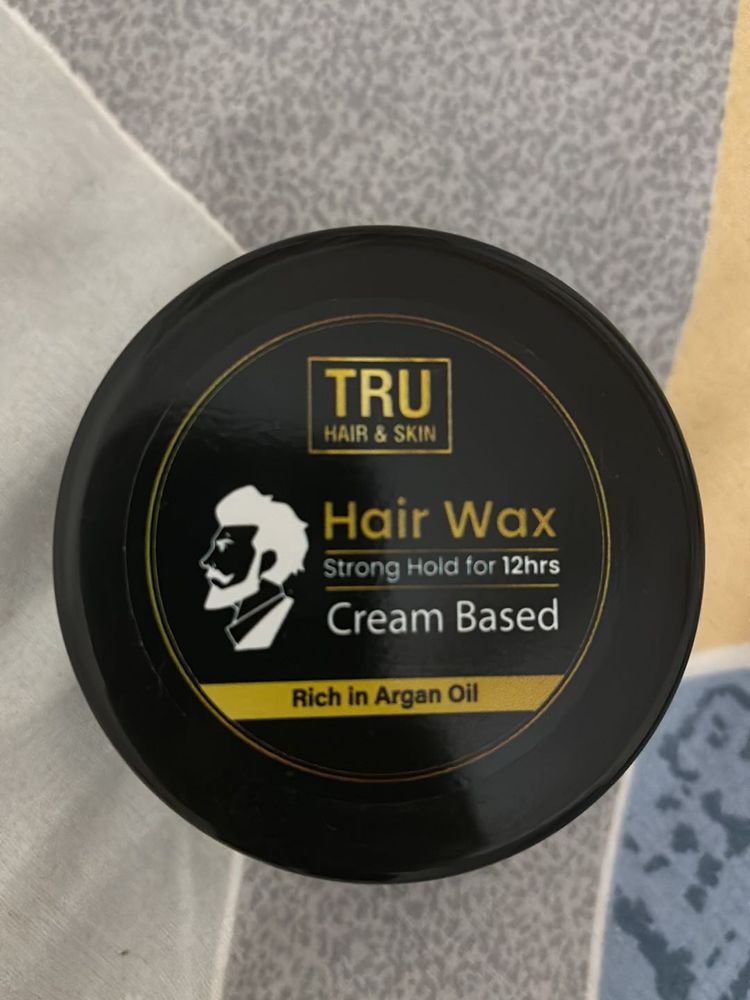 TRU
HAIR & SKIN
Hair Wax
Strong Hold for 12hrs
Cream Based
Rich in Argan Oil